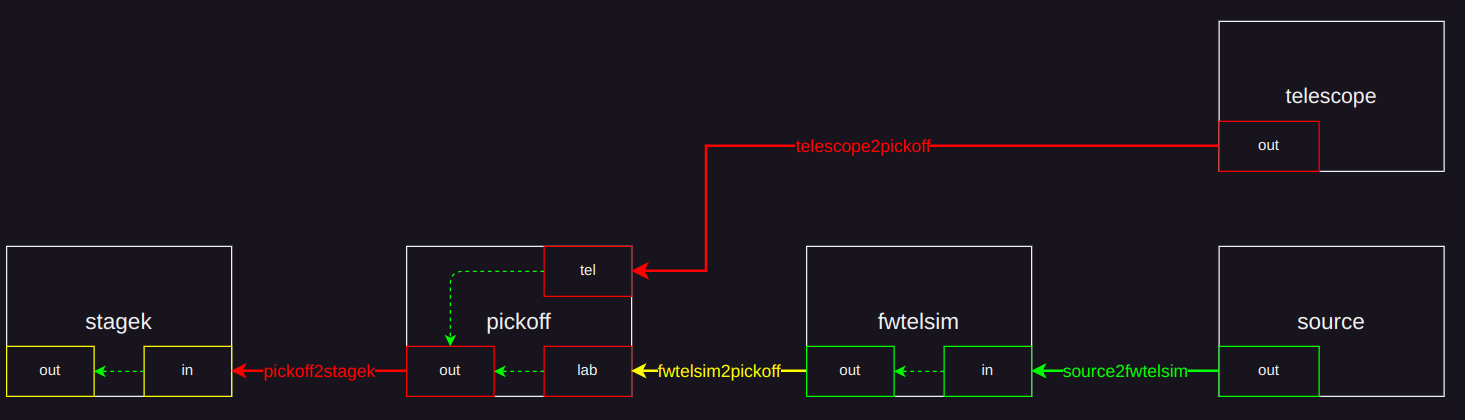 telescope
out
telescope2pickoff
tel
stagek
pickoff
fwtelsim
source
out
in
pickoff2stagek
out
lab
fwtelsim2pickoff
out
in
source2fwtelsim
out